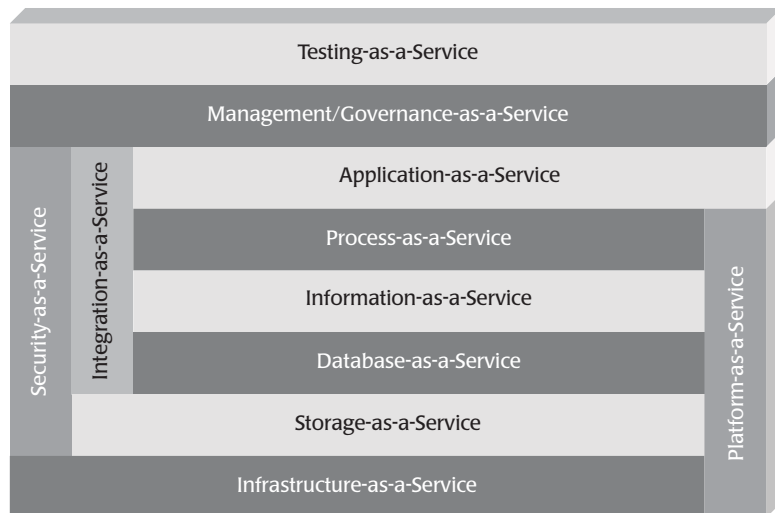 Testing-as-a-Service
Management/Governance-as-a-Service
Security-as-a-Service
Integration-as-a-Service
Application-as-a-Service
Process-as-a-Service
Information-as-a-Service
Database-as-a-Service
Storage-as-a-Service
Platform-as-a-Service
Infrastructure-as-a-Service